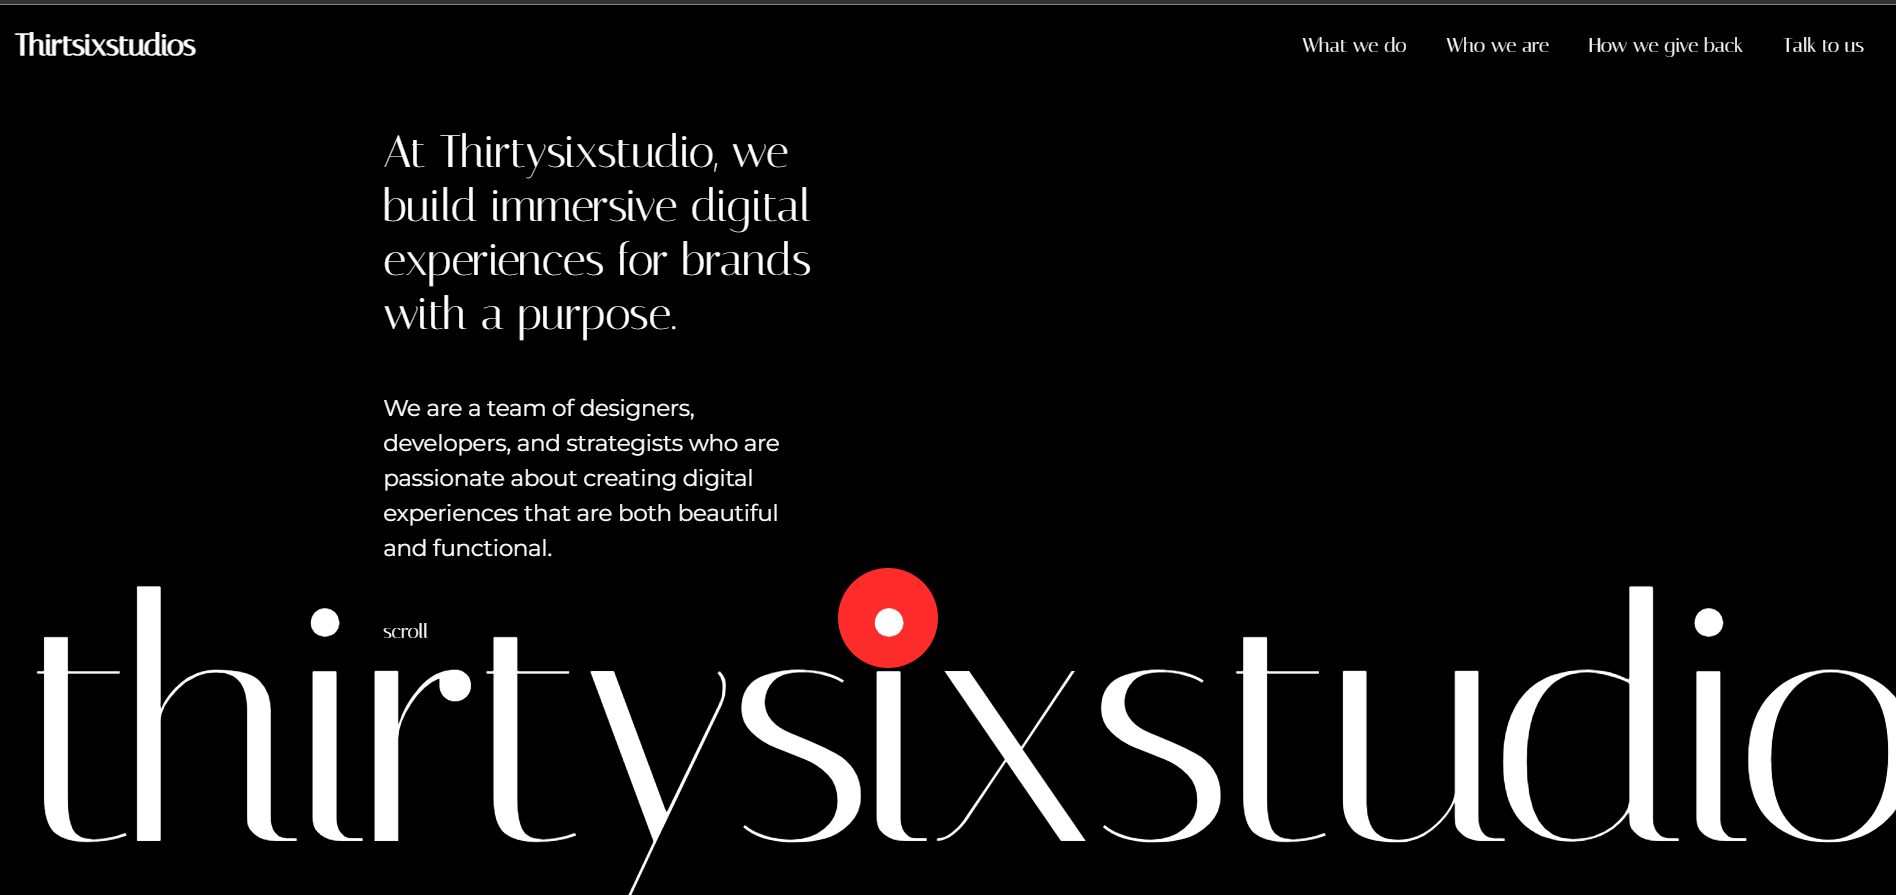 Thirtsixstudios
What we do
Who we are
How we give back
Talk to us
At Thirtysixstudio, we
build immersive digital
experiences for brands
with a purpose.
We are a team of designers,
developers, and strategists who are
passionate about creating digital
experiences that are both beautiful
and functional.
scroll
thirtysixstudio